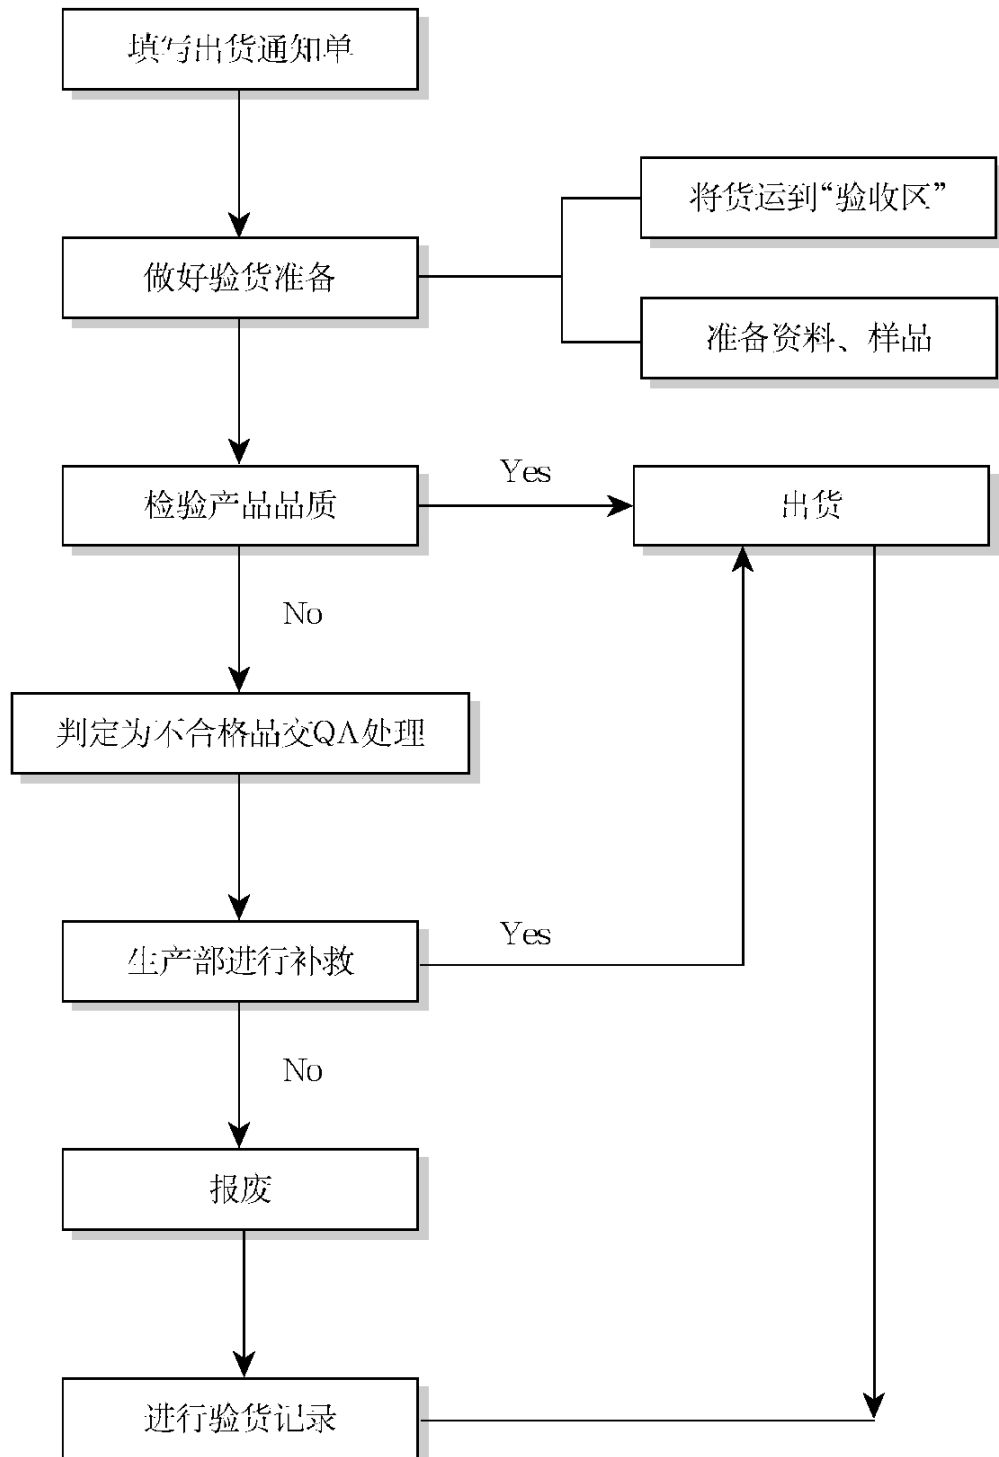 填写出货通知单
将货运到“验收区”
做好验货准备
准备资料、样品
Yes
检验产品品质
出货
No
判定为不合格品交QA处理
Yes
生产部进行补救
No
报废
进行验货记录